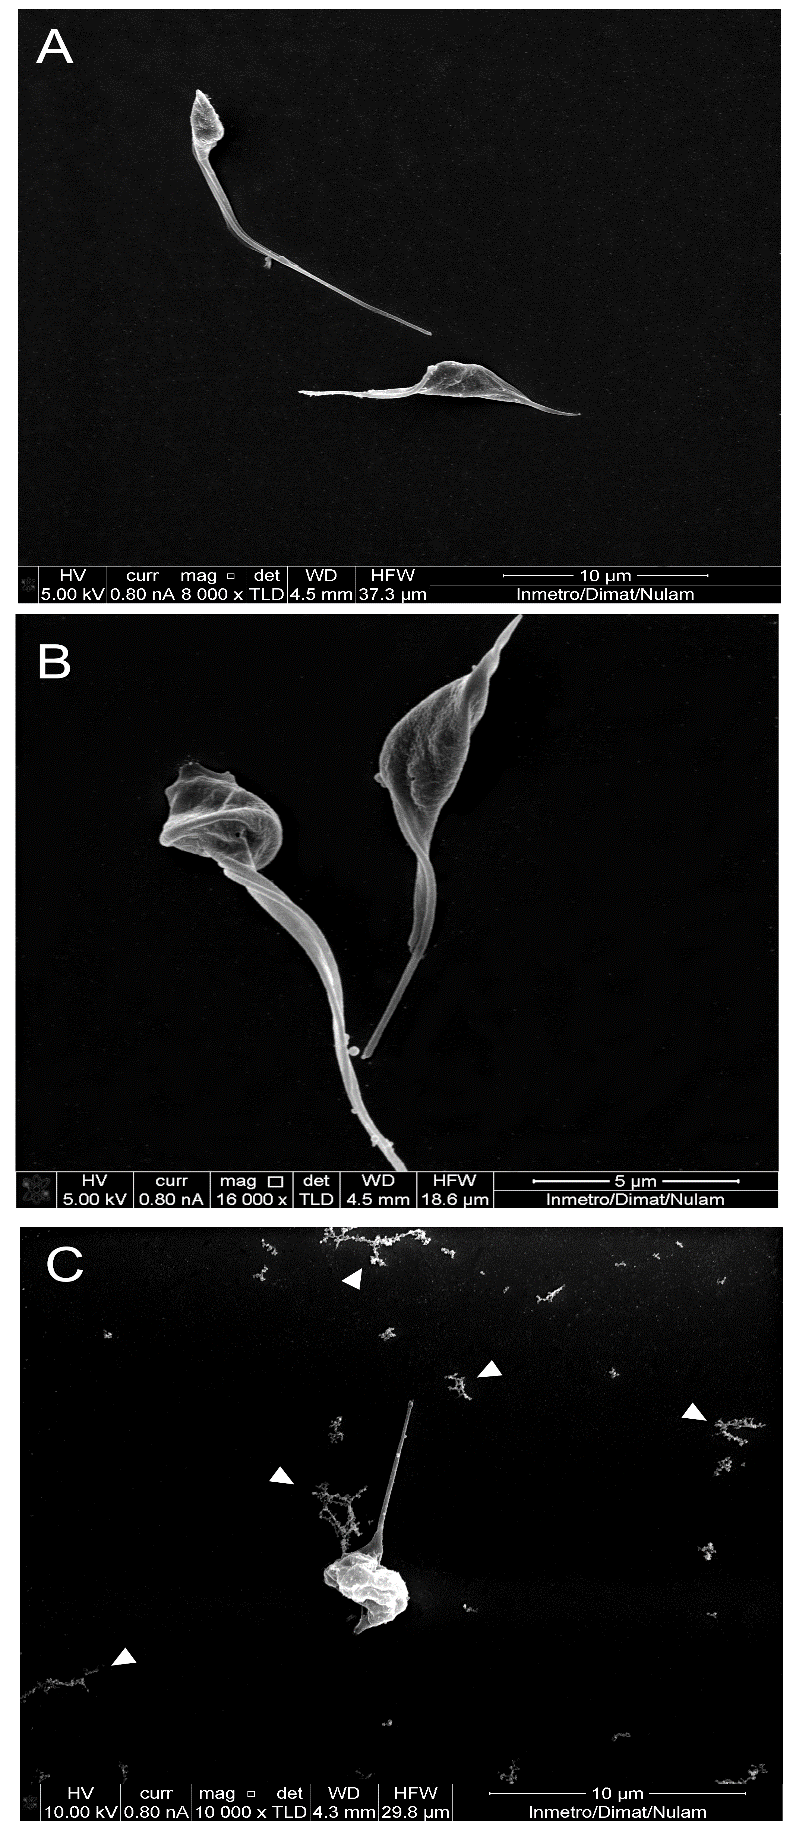 A
HV curr mag det WD HFW 10 µm
5.00 kV 0.80 nA 8 000 x TLD 4.5 mm 37.3 µm Inmetro/Dimat/Nulam
B
HV curr mag det WD HFW 5 µm
5.00 kV 0.80 nA 16 000 x TLD 4.5 mm 18.6 µm Inmetro/Dimat/Nulam
C
HV curr mag det WD HFW 10 µm
10.00 kV 0.80 nA 10 000 x TLD 4.3 mm 29.8 µm Inmetro/Dimat/Nulam